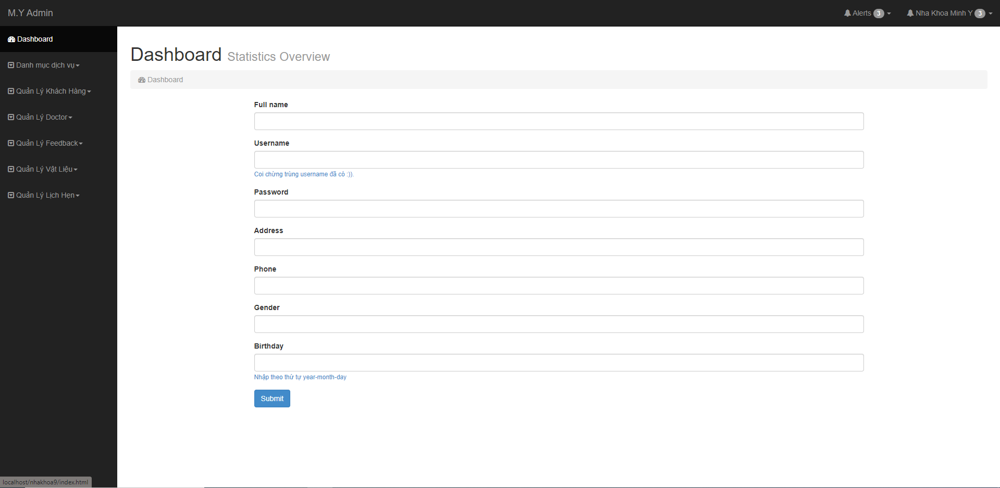 M.Y Admin
Alerts 3
Nha Khoa Minh Y 3
Dashboard
Danh mục dịch vụ
Quản Lý Khách Hàng
Quản Lý Doctor
Quản Lý Feedback
Quản Lý Vật Liệu
Quản Lý Lịch Hẹn
Dashboard Statistics Overview
Dashboard
Full name
Username
Coi chừng trùng username đã có :)).
Password
Address
Phone
Gender
Birthday
Nhập theo thứ tự year-month-day
Submit
localhost/nhakhoa9/index.html